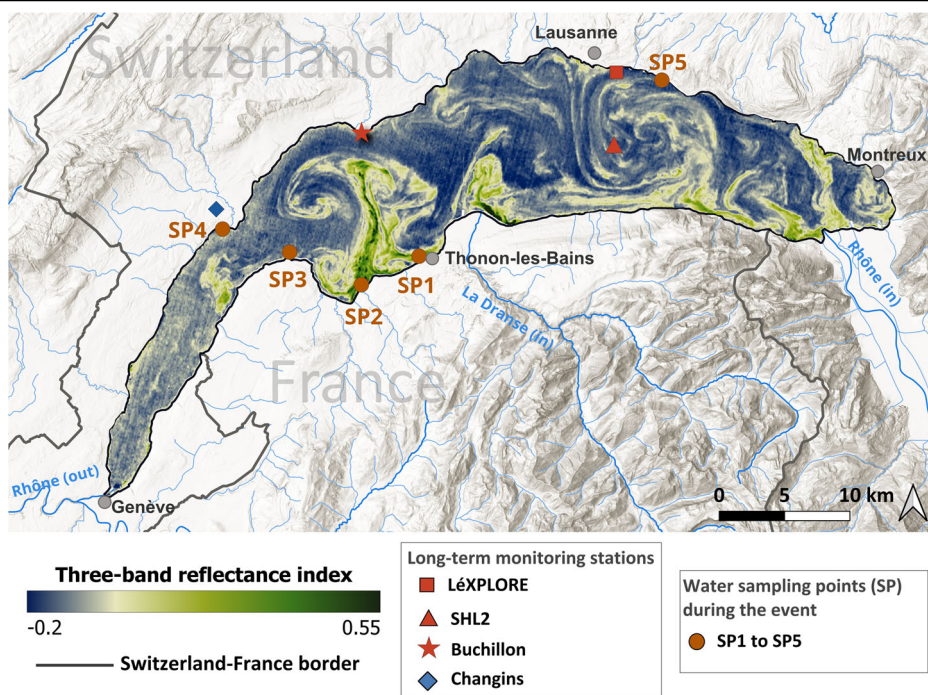 Switzerland
Lausanne
SP5
Montreux
SP4
SP3
SP2
SP1
Thonon-les-Bains
La Dranse (in)
Rhône (in)
France
Rhône (out)
Genève
0 5 10 km
Three-band reflectance index
-0.2 0.55
Switzerland-France border
Long-term monitoring stations
LéXPLORE
SHL2
Buchillon
Changins
Water sampling points (SP)
during the event
SP1 to SP5